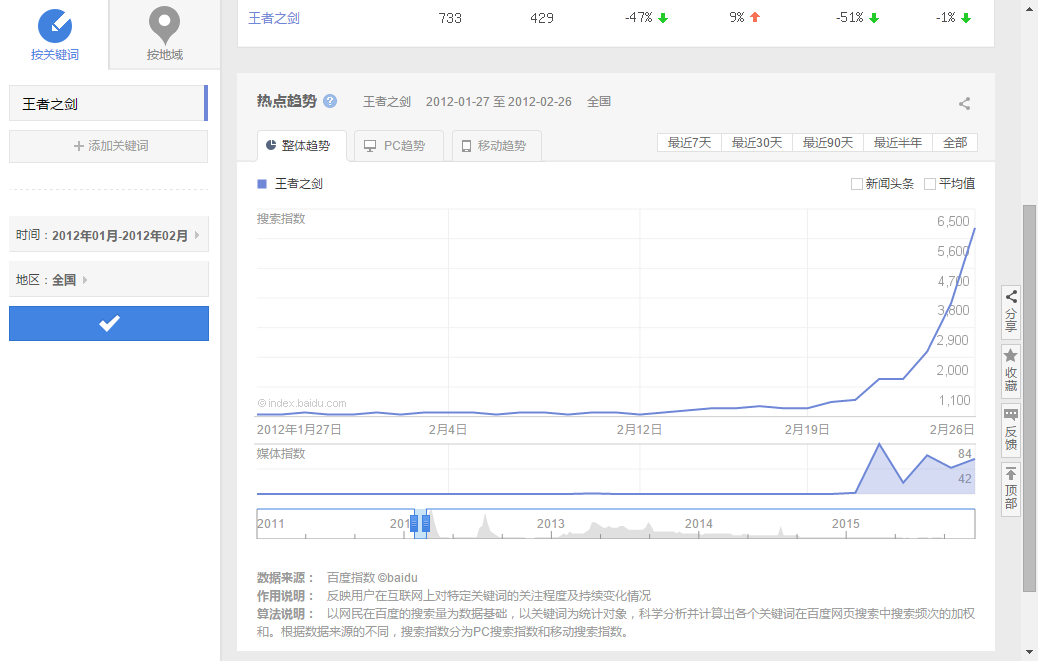 按关键词
按地域
王者之剑
+ 添加关键词
时间：2012年01月-2012年02月
地区：全国
王者之剑 733 429 -47% 9% -51% -1%
热点趋势 ? 王者之剑 2012-01-27 至 2012-02-26 全国
整体趋势 PC趋势 移动趋势 最近7天 最近30天 最近90天 最近半年 全部
王者之剑 新闻头条 平均值
搜索指数
6,500
5,600
4,700
3,800
2,900
2,000
1,100
©index.baidu.com
2012年1月27日 2月4日 2月12日 2月19日 2月26日
媒体指数
84
42
2011 201 2013 2014 2015
数据来源： 百度指数 ©baidu
作用说明： 反映用户在互联网上对特定关键词的关注程度及持续变化情况
算法说明： 以网民在百度的搜索量为数据基础，以关键词为统计对象，科学分析并计算出各个关键词在百度网页搜索中搜索频次的加权
和。根据数据来源的不同，搜索指数分为PC搜索指数和移动搜索指数。
分享
收藏
反馈
顶部